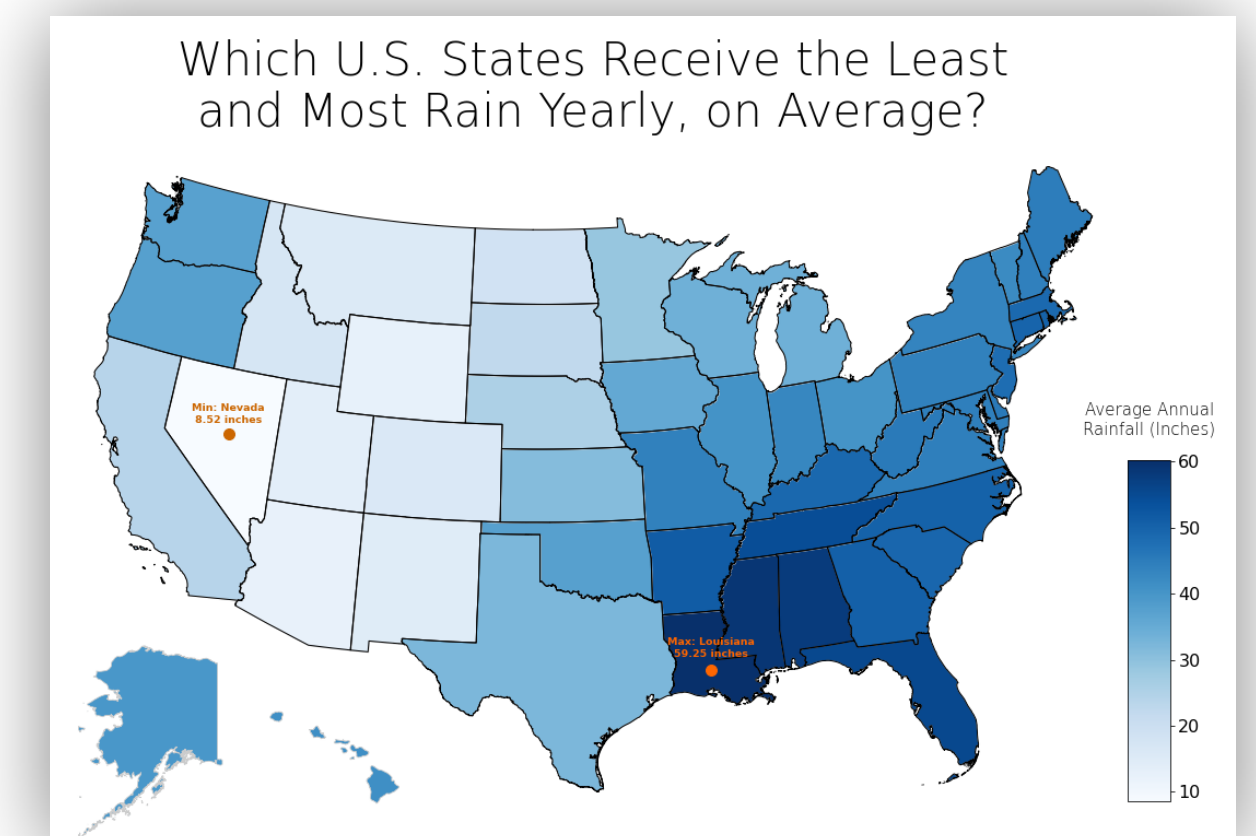 Which U.S. States Receive the Least
and Most Rain Yearly, on Average?
Min: Nevada
8.52 inches
Max: Louisiana
59.25 inches
Average Annual
Rainfall (Inches)
60
50
40
30
20
10